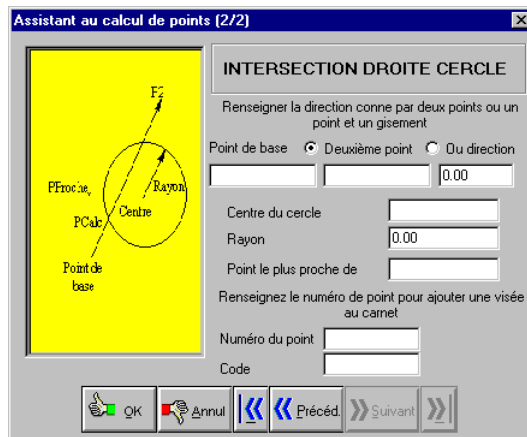 Assistant au calcul de points (2/2)
P2
PProche,
Rayon
Centre
PCalc
Point de
base
INTERSECTION DROITE CERCLE
Renseigner la direction conne par deux points ou un
point et un gisement
Point de base Deuxième point Ou direction
0.00
Centre du cercle
Rayon 0.00
Point le plus proche de
Renseignez le numéro de point pour ajouter une visée
au carnet
Numéro du point
Code
OK Annul Précéd. Suivant